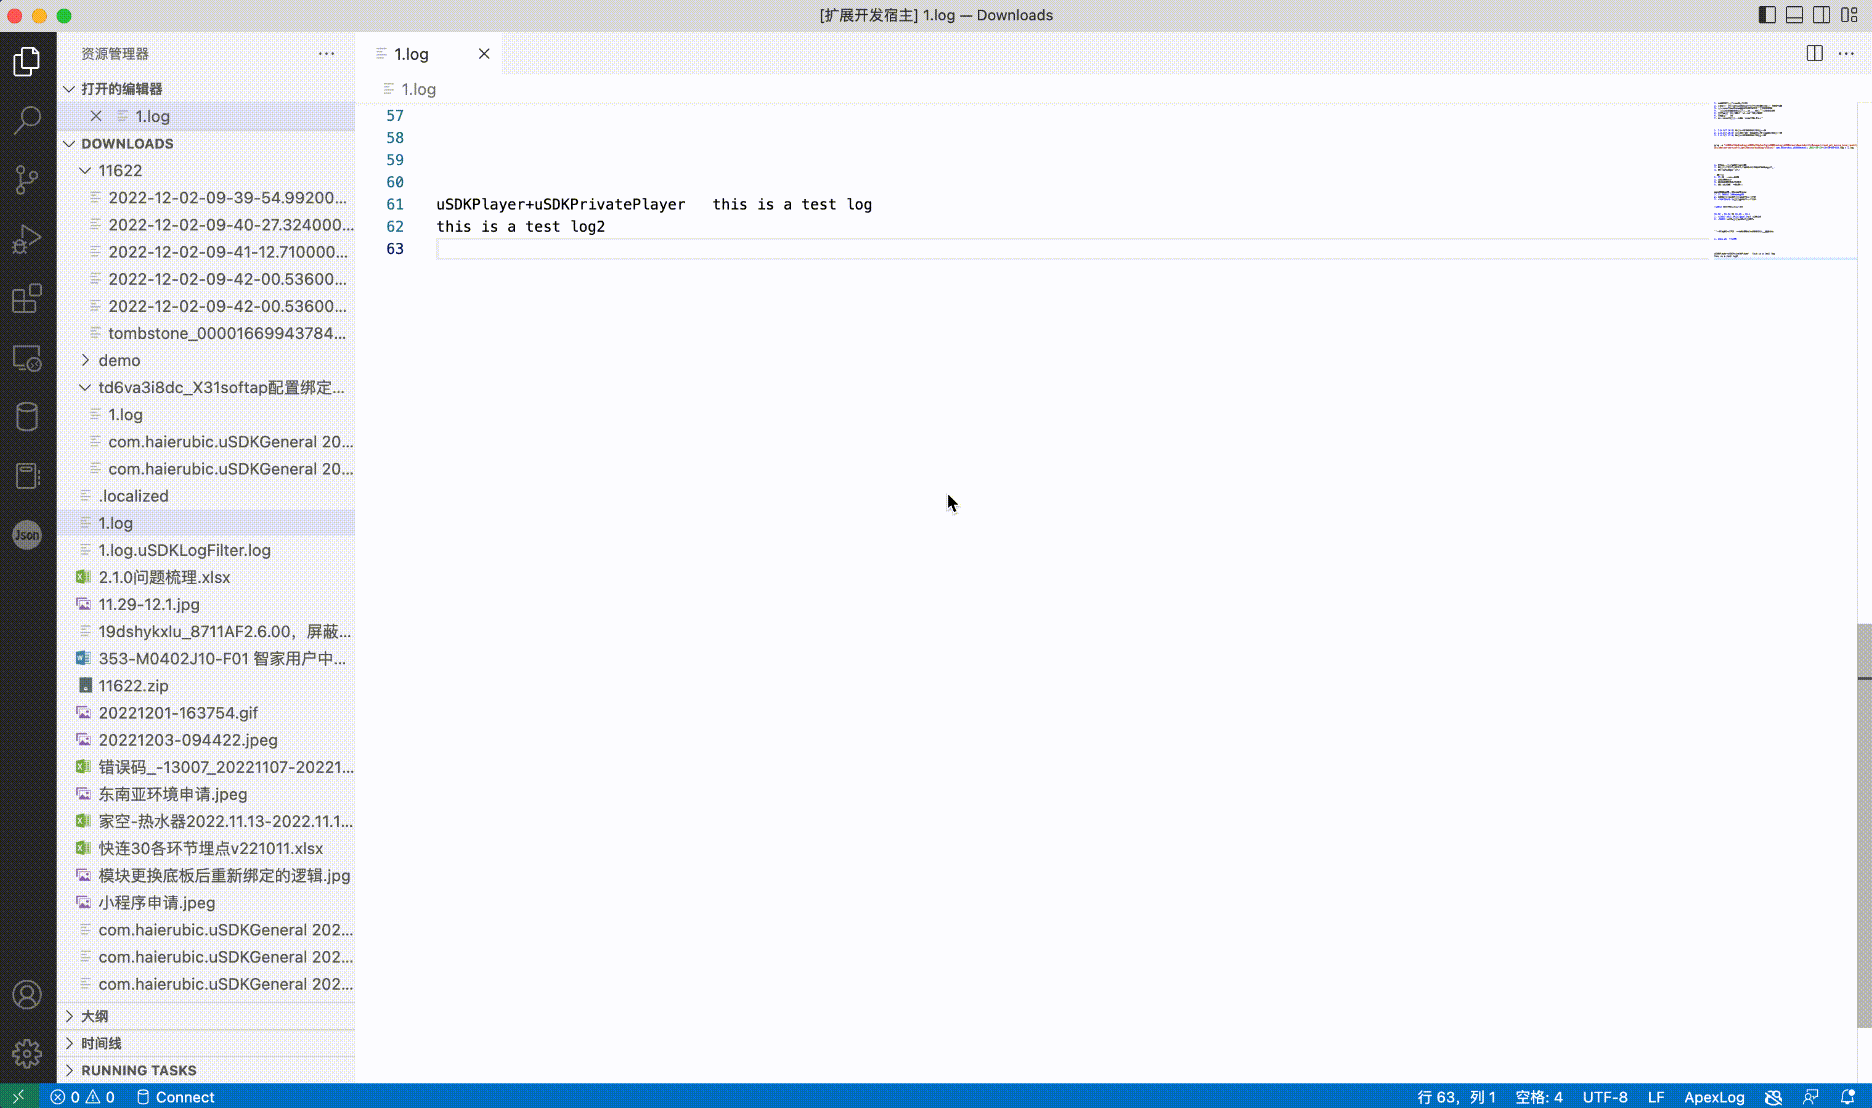 [扩展开发宿主] 1.log — Downloads
资源管理器
打开的编辑器
1.log
DOWNLOADS
11622
2022-12-02-09-39-54.99200...
2022-12-02-09-40-27.324000...
2022-12-02-09-41-12.710000...
2022-12-02-09-42-00.53600...
2022-12-02-09-42-00.53600...
tombstone_00001669943784...
demo
td6va3i8dc_X31softap配置绑定...
1.log
com.haierubic.uSDKGeneral 20...
com.haierubic.uSDKGeneral 20...
.localized
1.log
1.log.uSDKLogFilter.log
2.1.0问题梳理.xlsx
11.29-12.1.jpg
19dshykxlu_8711AF2.6.00，屏蔽...
353-M0402J10-F01 智家用户中...
11622.zip
20221201-163754.gif
20221203-094422.jpeg
错误码_-13007_20221107-20221...
东南亚环境申请.jpeg
家空-热水器2022.11.13-2022.11.1...
快连30各环节埋点v221011.xlsx
模块更换底板后重新绑定的逻辑.jpg
小程序申请.jpeg
com.haierubic.uSDKGeneral 202...
com.haierubic.uSDKGeneral 202...
com.haierubic.uSDKGeneral 202...
大纲
时间线
RUNNING TASKS
Json
1.log
1.log
57
58
59
60
61 uSDKPlayer+uSDKPrivatePlayer   this is a test log
62 this is a test log2
63
0 0 Connect
行 63，列 1 空格: 4 UTF-8 LF ApexLog